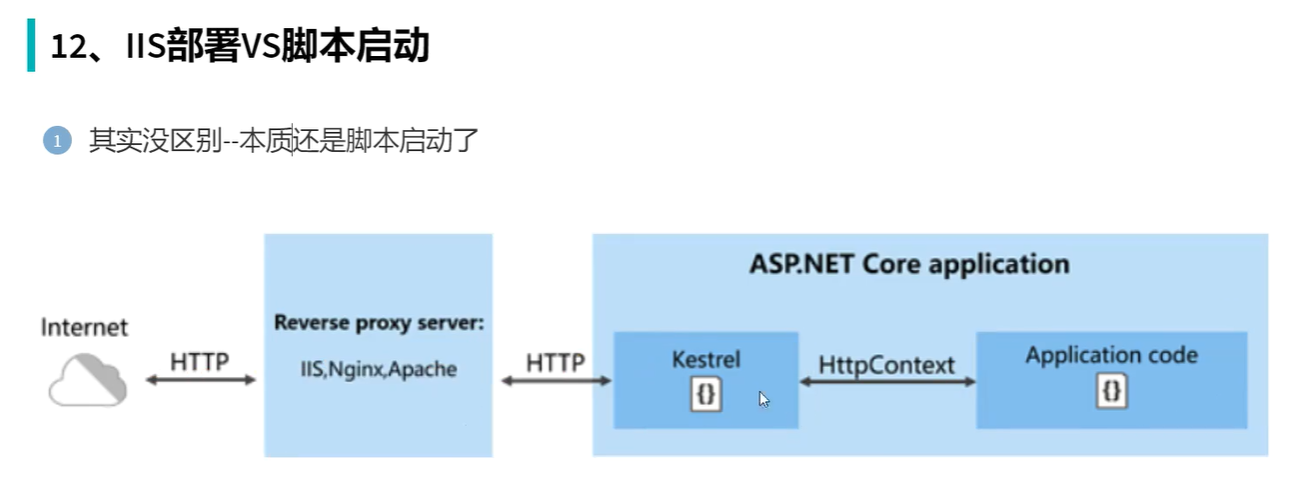 12、IIS部署VS脚本启动
1 其实没区别--本质还是脚本启动了
ASP.NET Core application
Internet
HTTP
Reverse proxy server:
IIS,Nginx,Apache
HTTP
Kestrel
{}
HttpContext
Application code
{}